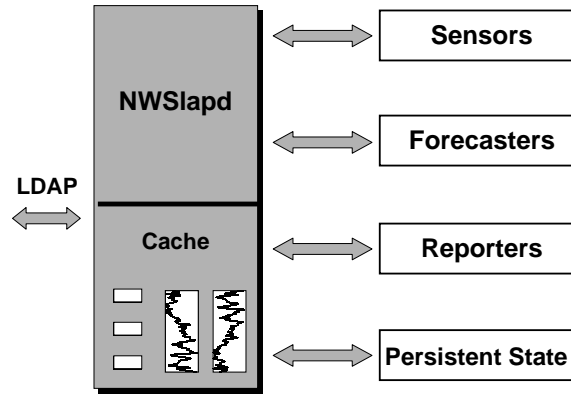 Sensors
NWSlapd
Forecasters
LDAP
Cache
Reporters
Persistent State